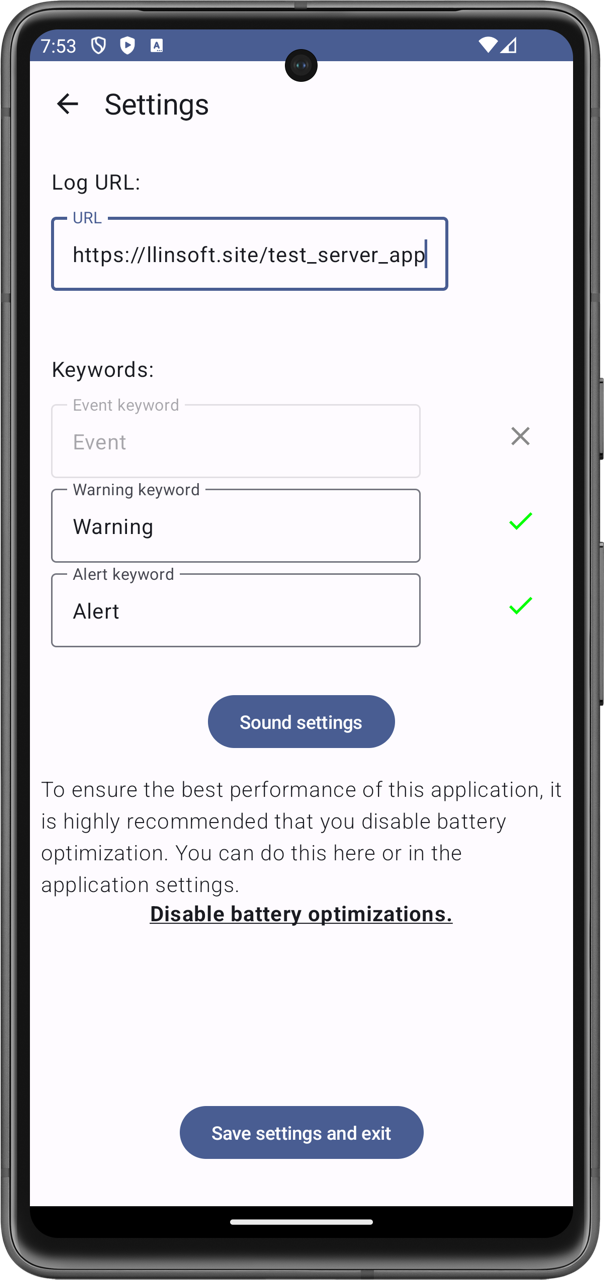 7:53
Settings
Log URL:
URL
https://llinsoft.site/test_server_app
Keywords:
Event keyword
Event
Warning keyword
Warning
Alert keyword
Alert
Sound settings
To ensure the best performance of this application, it
is highly recommended that you disable battery
optimization. You can do this here or in the
application settings.
Disable battery optimizations.
Save settings and exit